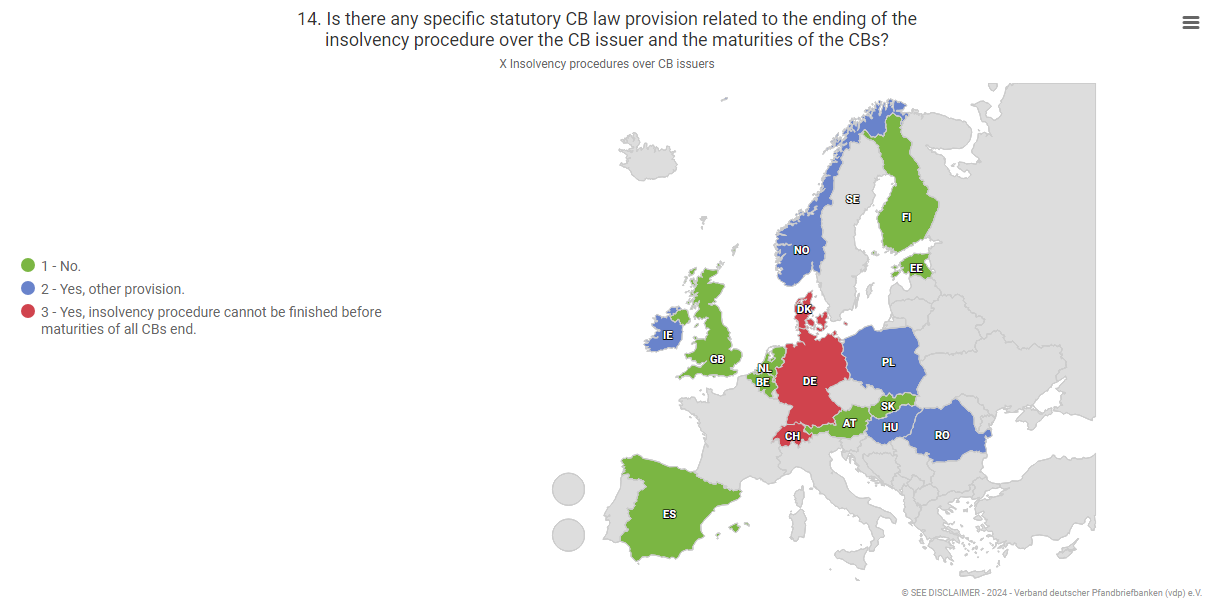 14. Is there any specific statutory CB law provision related to the ending of the
insolvency procedure over the CB issuer and the maturities of the CBs?
X Insolvency procedures over CB issuers
1 - No.
2 - Yes, other provision.
3 - Yes, insolvency procedure cannot be finished before
maturities of all CBs end.
SE
FI
NO
EE
DK
IE
GB
NL
BE
DE
PL
SK
AT
HU
CH
RO
ES
© SEE DISCLAIMER - 2024 - Verband deutscher Pfandbriefbanken (vdp) e.V.